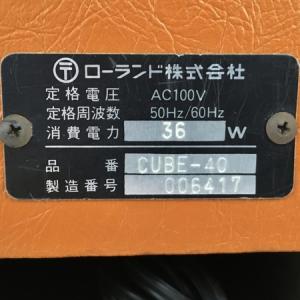 〶 ローランド株式会社
定格電圧 AC100V
定格周波数 50Hz/60Hz
消費電力 36 W
品番 CUBE-40
製造番号 006417